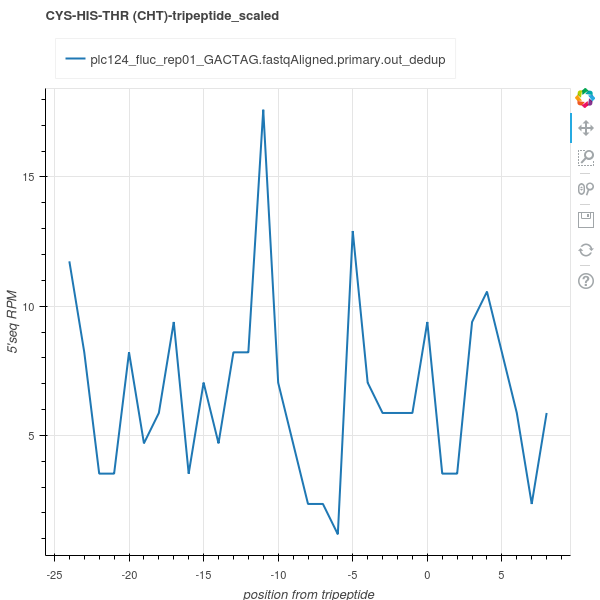 CYS-HIS-THR (CHT)-tripeptide_scaled
plc124_fluc_rep01_GACTAG.fastqAligned.primary.out_dedup
15
10
5
5'seq RPM
-25
-20
-15
-10
-5
0
5
position from tripeptide